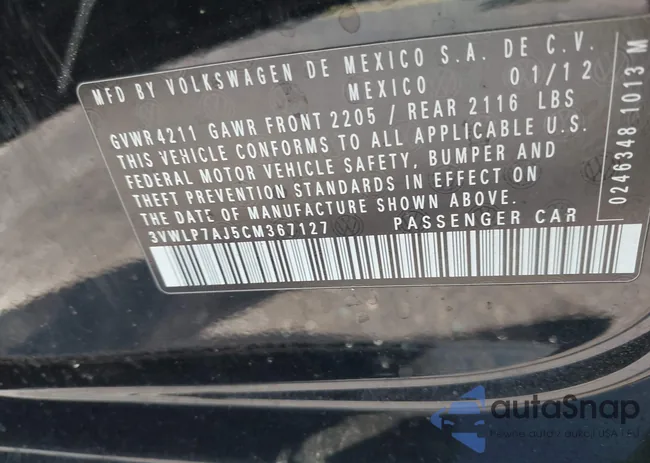 MFD BY VOLKSWAGEN DE MEXICO S.A. DE C.V.
MEXICO 01/12
GVWR 4211 GAWR FRONT 2205 / REAR 2116 LBS
THIS VEHICLE CONFORMS TO ALL APPLICABLE U.S.
FEDERAL MOTOR VEHICLE SAFETY, BUMPER AND
THEFT PREVENTION STANDARDS IN EFFECT ON
THE DATE OF MANUFACTURE SHOWN ABOVE.
3VWLP7AJ5CM367127 PASSENGER CAR
0246348 1013 M
autoSnap